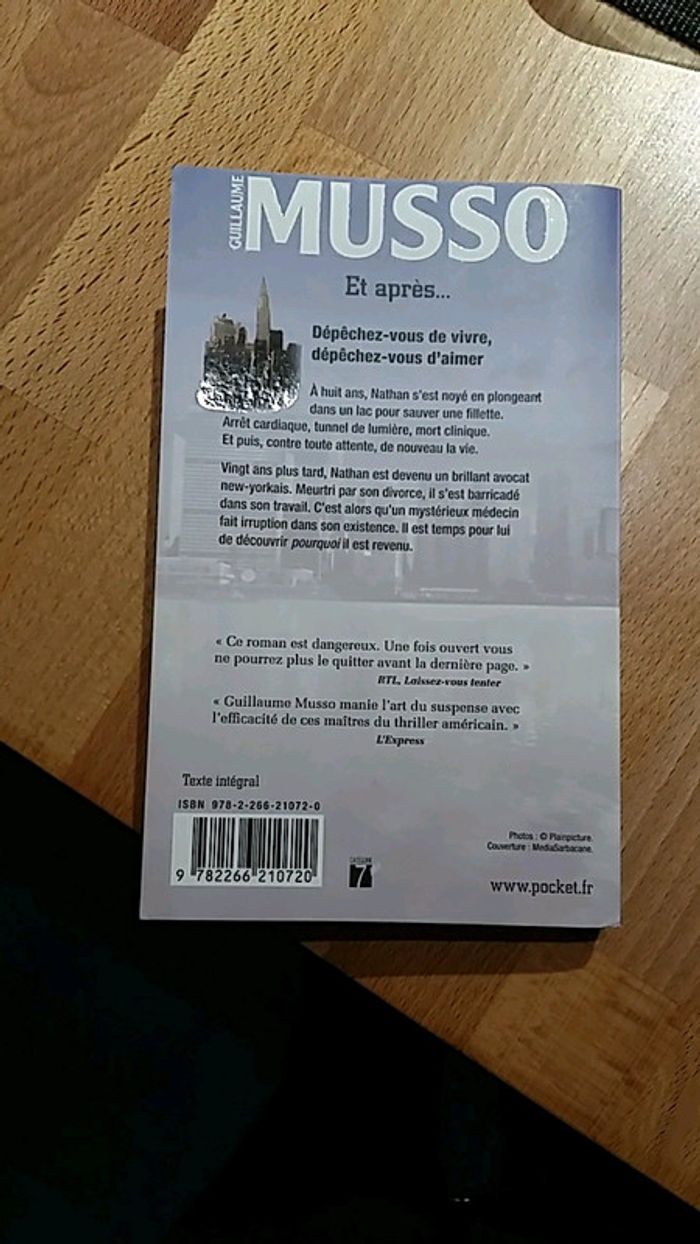 GUILLAUME
MUSSO
Et après...
Dépêchez-vous de vivre,
dépêchez-vous d'aimer
À huit ans, Nathan s'est noyé en plongeant
dans un lac pour sauver une fillette.
Arrêt cardiaque, tunnel de lumière, mort clinique.
Et puis, contre toute attente, de nouveau la vie.
Vingt ans plus tard, Nathan est devenu un brillant avocat
new-yorkais. Meurtri par son divorce, il s'est barricadé
dans son travail. C'est alors qu'un mystérieux médecin
fait irruption dans son existence. Il est temps pour lui
de découvrir pourquoi il est revenu.
« Ce roman est dangereux. Une fois ouvert vous
ne pourrez plus le quitter avant la dernière page. »
RTL, Laissez-vous tenter
« Guillaume Musso manie l'art du suspense avec
l'efficacité de ces maîtres du thriller américain. »
L'Express
Texte intégral
ISBN 978-2-266-21072-0
9 782266 210720
CATÉGORIE
7
Photos : © Plainpicture.
Couverture : MediaSarbacane.
www.pocket.fr